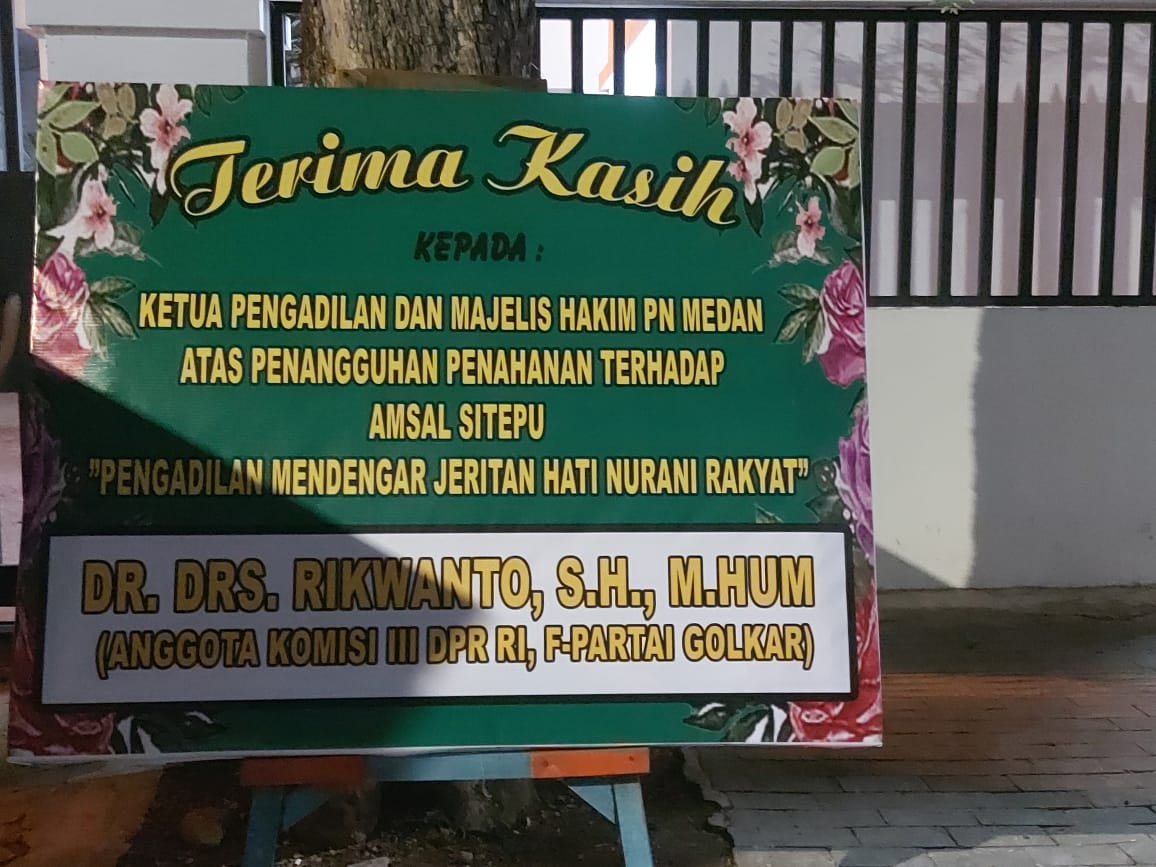 Terima Kasih
KEPADA :
KETUA PENGADILAN DAN MAJELIS HAKIM PN MEDAN
ATAS PENANGGUHAN PENAHANAN TERHADAP
AMSAL SITEPU
"PENGADILAN MENDENGAR JERITAN HATI NURANI RAKYAT"
DR. DRS. RIKWANTO, S.H., M.HUM
(ANGGOTA KOMISI III DPR RI, F-PARTAI GOLKAR)